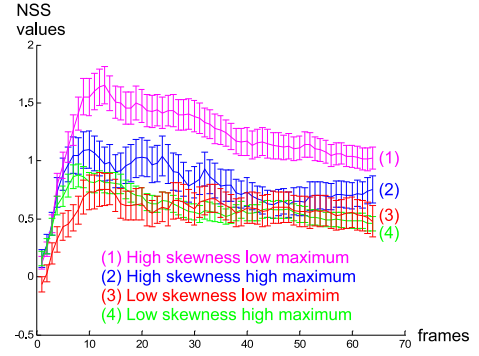 NSS
values
2
1,5
1
0,5
0
-0.5
(1)
(2)
(3)
(4)
(1) High skewness low maximum
(2) High skewness high maximum
(3) Low skewness low maximim
(4) Low skewness high maximum
0 10 20 30 40 50 60 70 frames